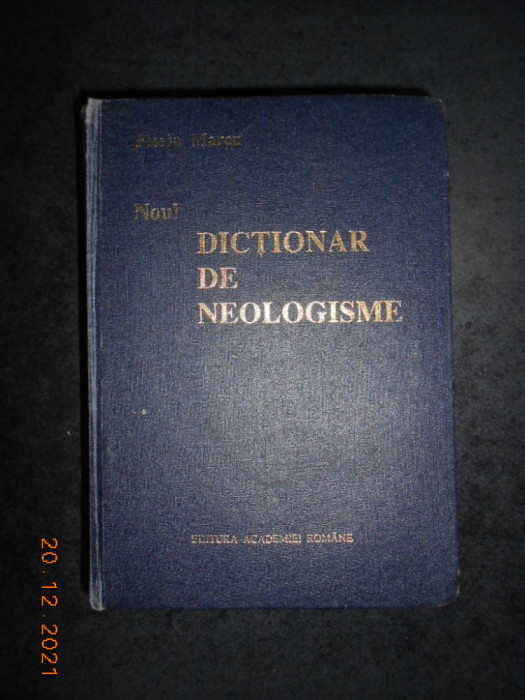 Florin Marcu
Noul
DICȚIONAR
DE
NEOLOGISME
EDITURA ACADEMIEI ROMÂNE
20.12.2021